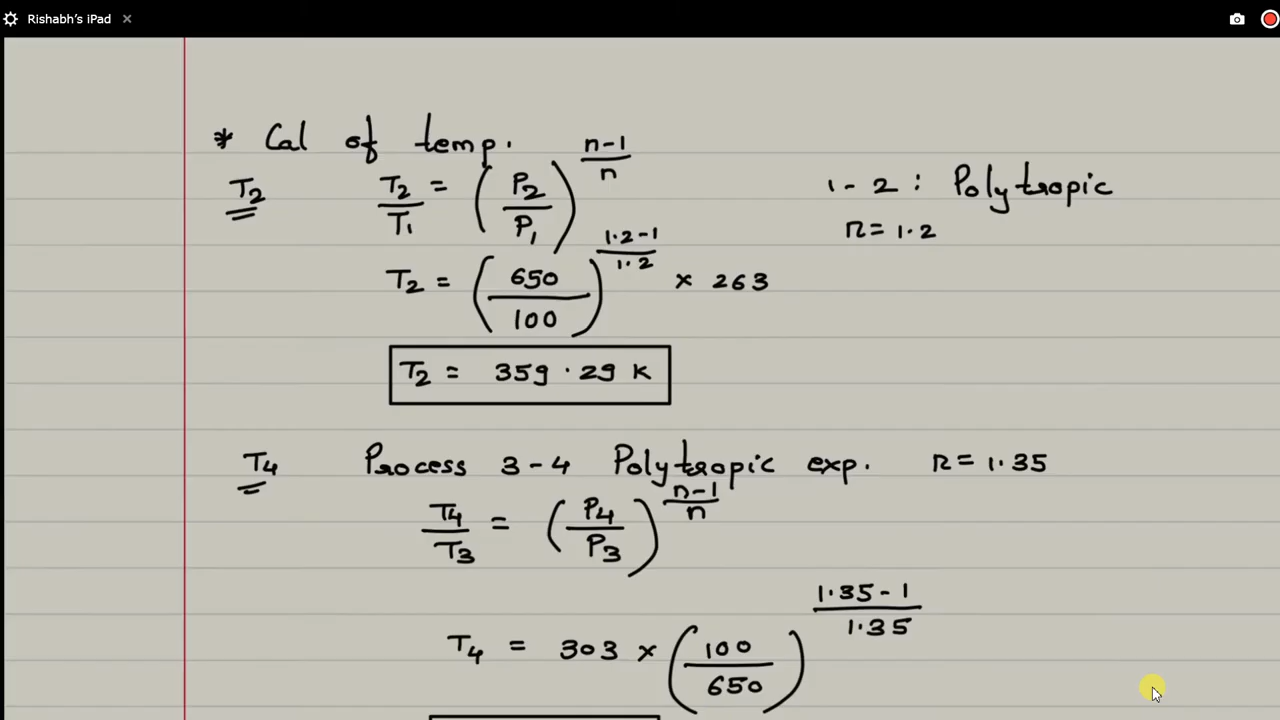 Rishabh's iPad
* Cal of temp.
T2 T2/T1 = (P2/P1)^(n-1/n) 1-2 : Polytropic
n = 1.2
T2 = (650/100)^(1.2-1/1.2) × 263
T2 = 359.29 K
T4 Process 3-4 Polytropic exp. n = 1.35
T4/T3 = (P4/P3)^(n-1/n)
T4 = 303 × (100/650)^(1.35-1/1.35)